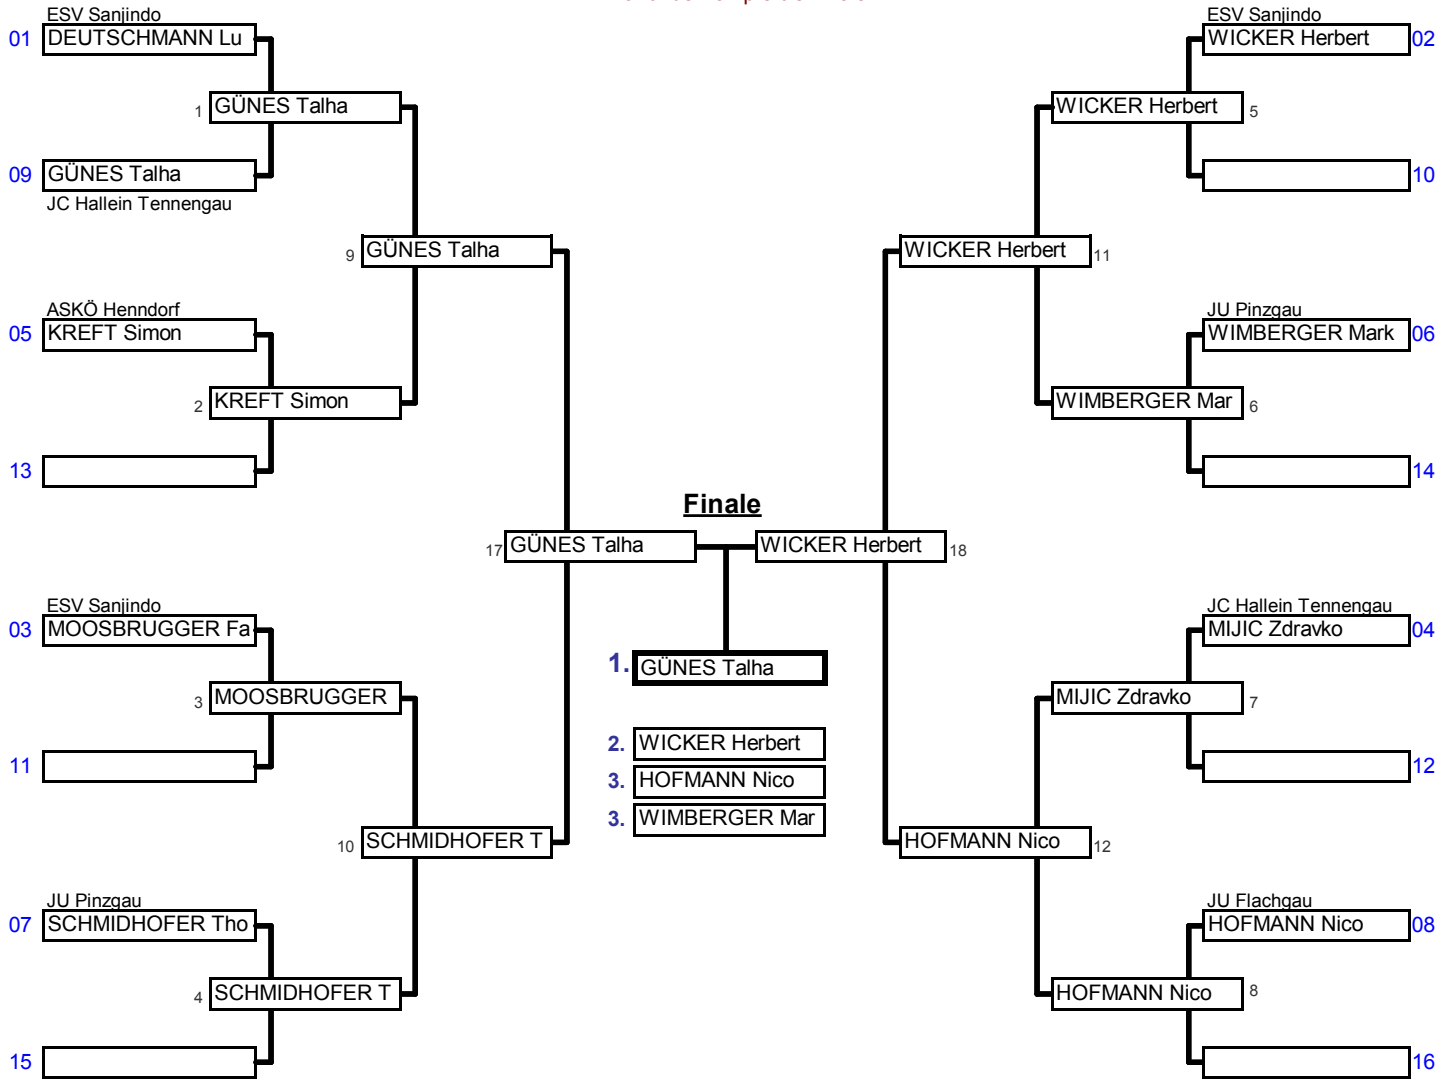 ESV Sanjindo
01 DEUTSCHMANN Lu
1 GÜNES Talha
09 GÜNES Talha
JC Hallein Tennengau
9 GÜNES Talha
ASKÖ Henndorf
05 KREFT Simon
2 KREFT Simon
13
17 GÜNES Talha
ESV Sanjindo
03 MOOSBRUGGER Fa
3 MOOSBRUGGER
11
10 SCHMIDHOFER T
JU Pinzgau
07 SCHMIDHOFER Tho
4 SCHMIDHOFER T
15
Finale
1. GÜNES Talha
2. WICKER Herbert
3. HOFMANN Nico
3. WIMBERGER Mar
ESV Sanjindo
WICKER Herbert 02
WICKER Herbert 5
10
WICKER Herbert 11
JU Pinzgau
WIMBERGER Mark 06
WIMBERGER Mar 6
14
WICKER Herbert 18
JC Hallein Tennengau
MIJIC Zdravko 04
MIJIC Zdravko 7
12
HOFMANN Nico 12
JU Flachgau
HOFMANN Nico 08
HOFMANN Nico 8
16